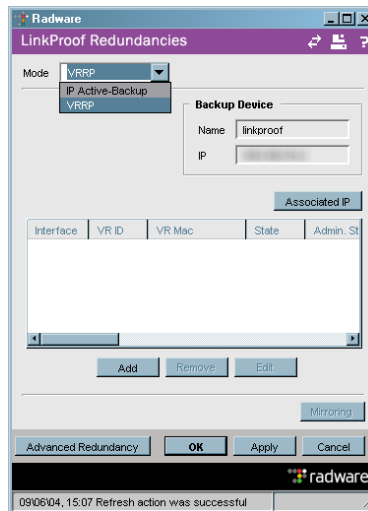 Radware
LinkProof Redundancies
Mode VRRP
IP Active-Backup
VRRP
Backup Device
Name linkproof
IP
Associated IP
Interface VR ID VR Mac State Admin. St
Add Remove Edit
Mirroring
Advanced Redundancy OK Apply Cancel
radware
09\06\04, 15:07 Refresh action was successful